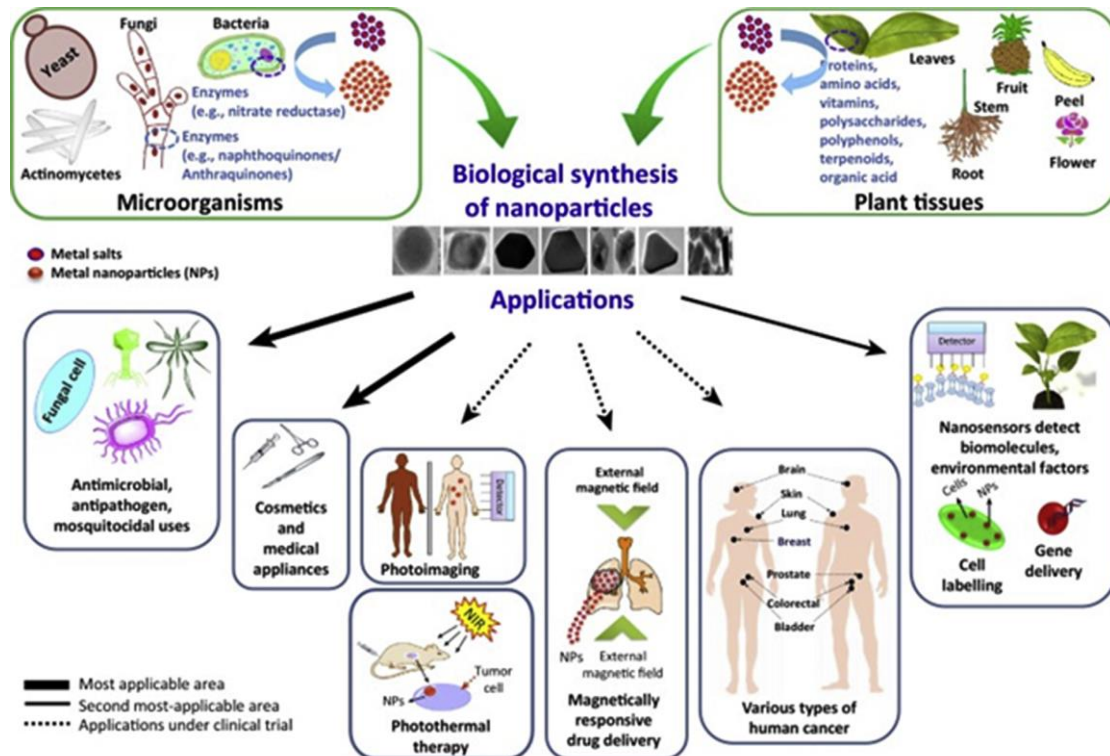 Yeast
Fungi
Bacteria
Enzymes
(e.g., nitrate reductase)
Enzymes
(e.g., naphthoquinones/
Anthraquinones)
Actinomycetes
Microorganisms
Leaves
Proteins,
amino acids,
vitamins,
polysaccharides,
polyphenols,
terpenoids,
organic acid
Stem
Root
Fruit
Peel
Flower
Plant tissues
Biological synthesis
of nanoparticles
Metal salts
Metal nanoparticles (NPs)
Applications
Fungal cell
Antimicrobial,
antipathogen,
mosquitocidal uses
Cosmetics
and
medical
appliances
Detector
Photoimaging
NIR
NPs
Tumor
cell
Photothermal
therapy
External
magnetic field
NPs
External
magnetic field
Magnetically
responsive
drug delivery
Brain
Skin
Lung
Breast
Prostate
Colorectal
Bladder
Various types of
human cancer
Detector
Nanosensors detect
biomolecules,
environmental factors
Cells
NPs
Cell
labelling
Gene
delivery
Most applicable area
Second most-applicable area
Applications under clinical trial